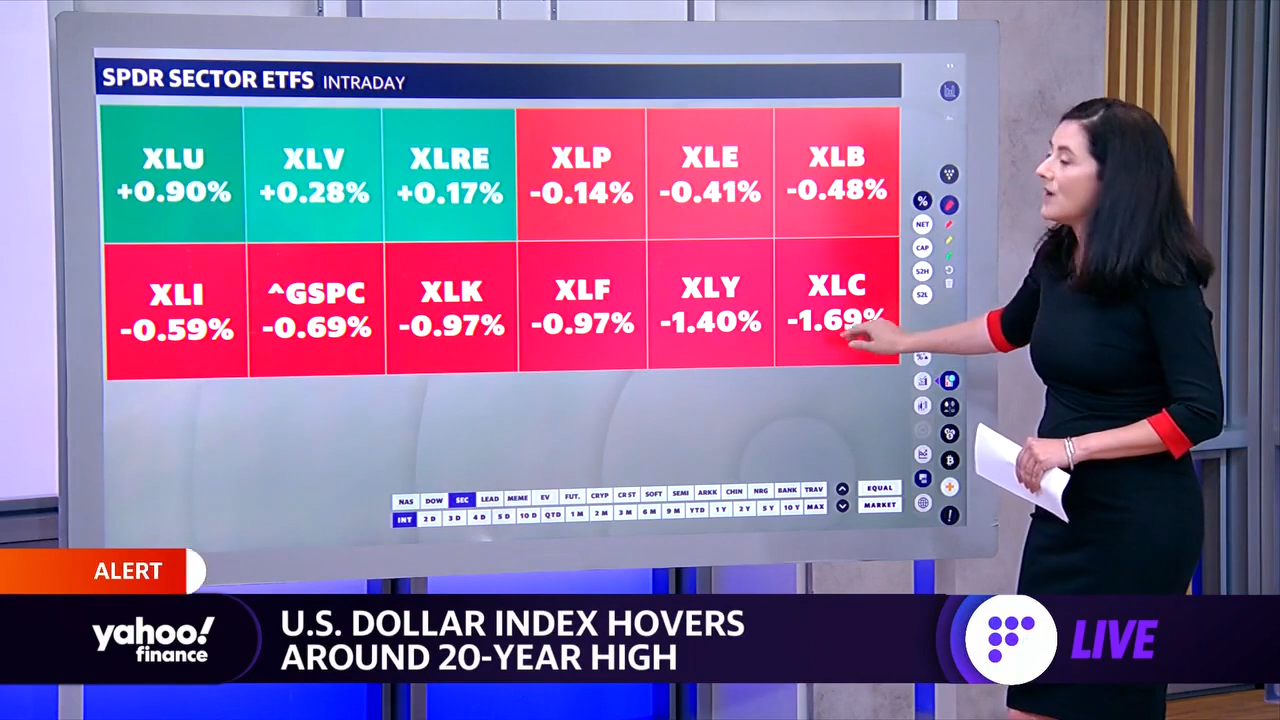 SPDR SECTOR ETFS INTRADAY
XLU
+0.90%
XLV
+0.28%
XLRE
+0.17%
XLP
-0.14%
XLE
-0.41%
XLB
-0.48%
XLI
-0.59%
^GSPC
-0.69%
XLK
-0.97%
XLF
-0.97%
XLY
-1.40%
XLC
-1.69%
%
NET
CAP
52H
52L
NAS DOW SEC LEAD MEME EV FUT. CRYP CR ST SOFT SEMI ARKK CHIN NRG BANK TRAV
INT 2 D 3 D 4 D 5 D 10 D QTD 1 M 2 M 3 M 6 M 9 M YTD 1 Y 2 Y 5 Y 10 Y MAX
EQUAL
MARKET
ALERT
yahoo!
finance
U.S. DOLLAR INDEX HOVERS
AROUND 20-YEAR HIGH
LIVE